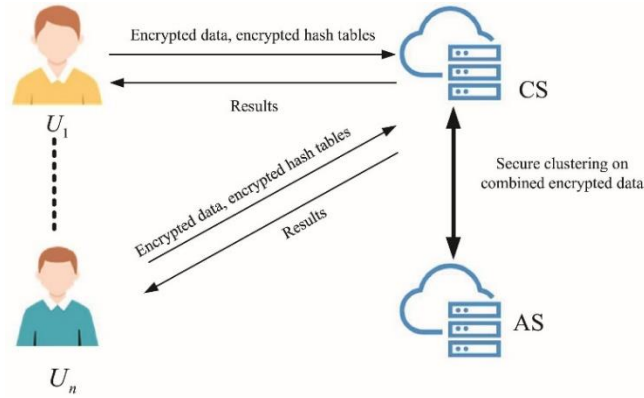 Encrypted data, encrypted hash tables
CS
U1
Results
Encrypted data, encrypted hash tables
Results
Secure clustering on
combined encrypted data
AS
Un